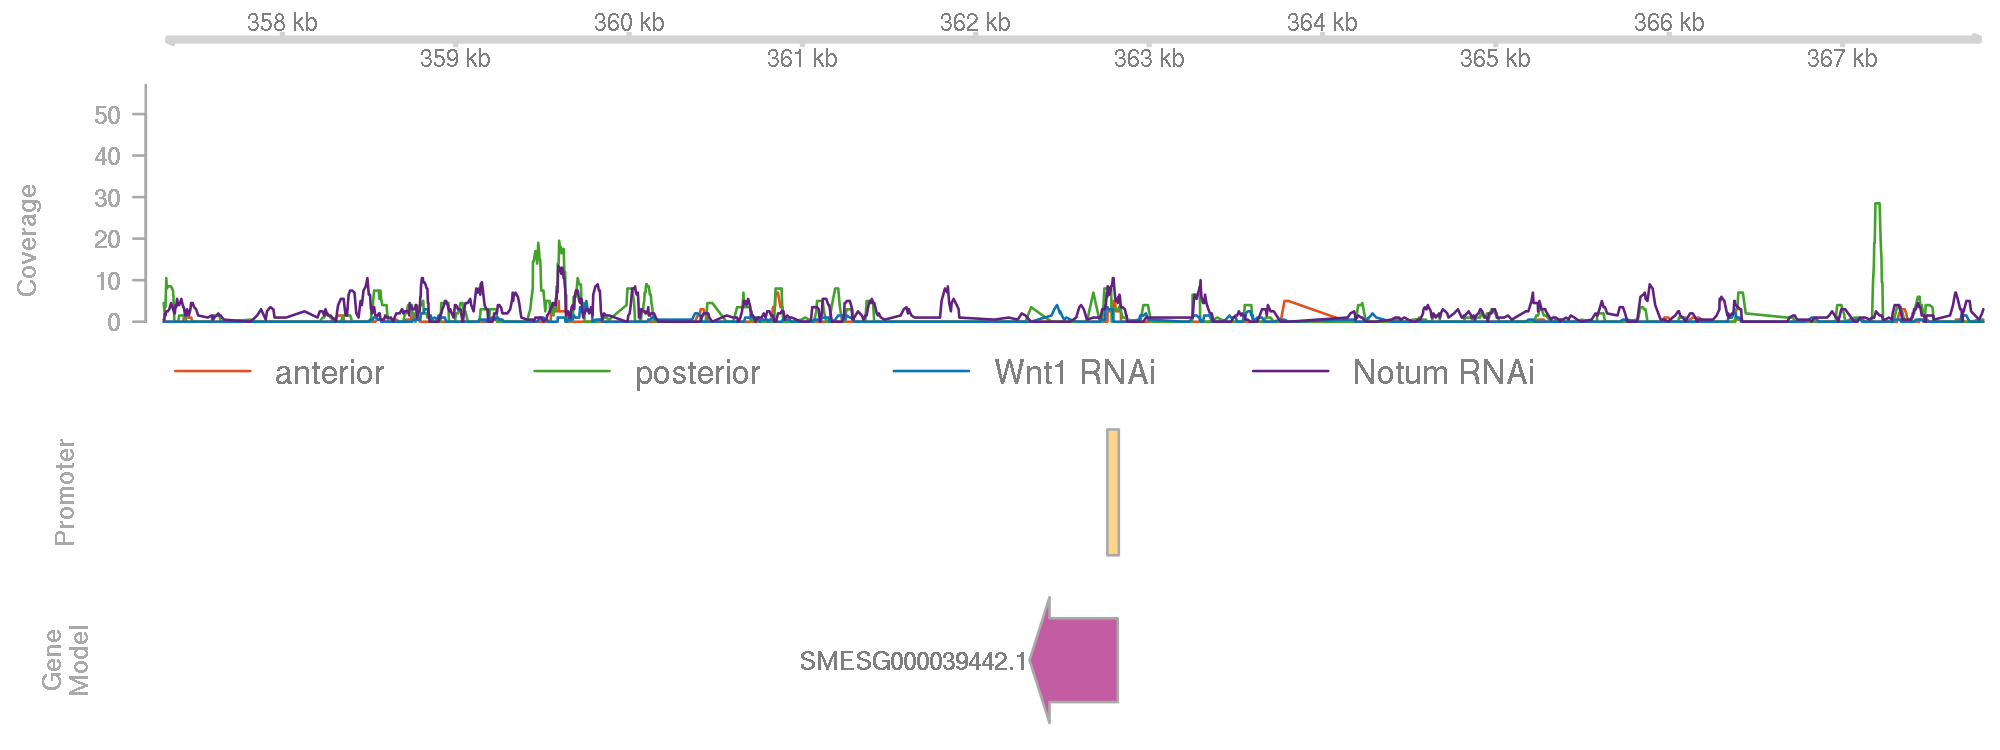 358 kb 360 kb 362 kb 364 kb 366 kb
359 kb 361 kb 363 kb 365 kb 367 kb
Coverage
50
40
30
20
10
0
anterior posterior Wnt1 RNAi Notum RNAi
Promoter
Gene
Model
SMESG000039442.1